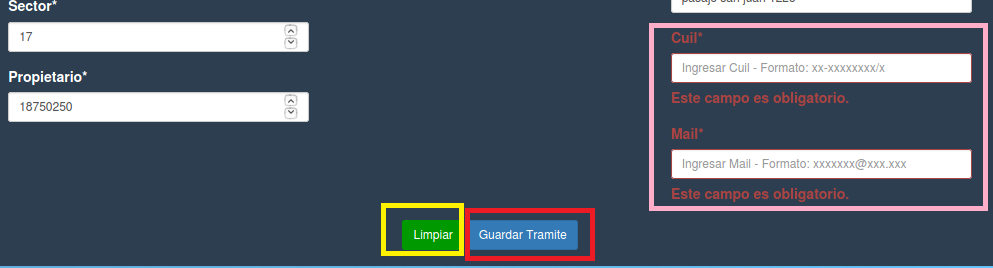 Sector*
17
Propietario*
18750250
pasaje san juan 1226
Cuil*
Ingresar Cuil - Formato: xx-xxxxxxxx/x
Este campo es obligatorio.
Mail*
Ingresar Mail - Formato: xxxxxxx@xxx.xxx
Este campo es obligatorio.
Limpiar
Guardar Tramite